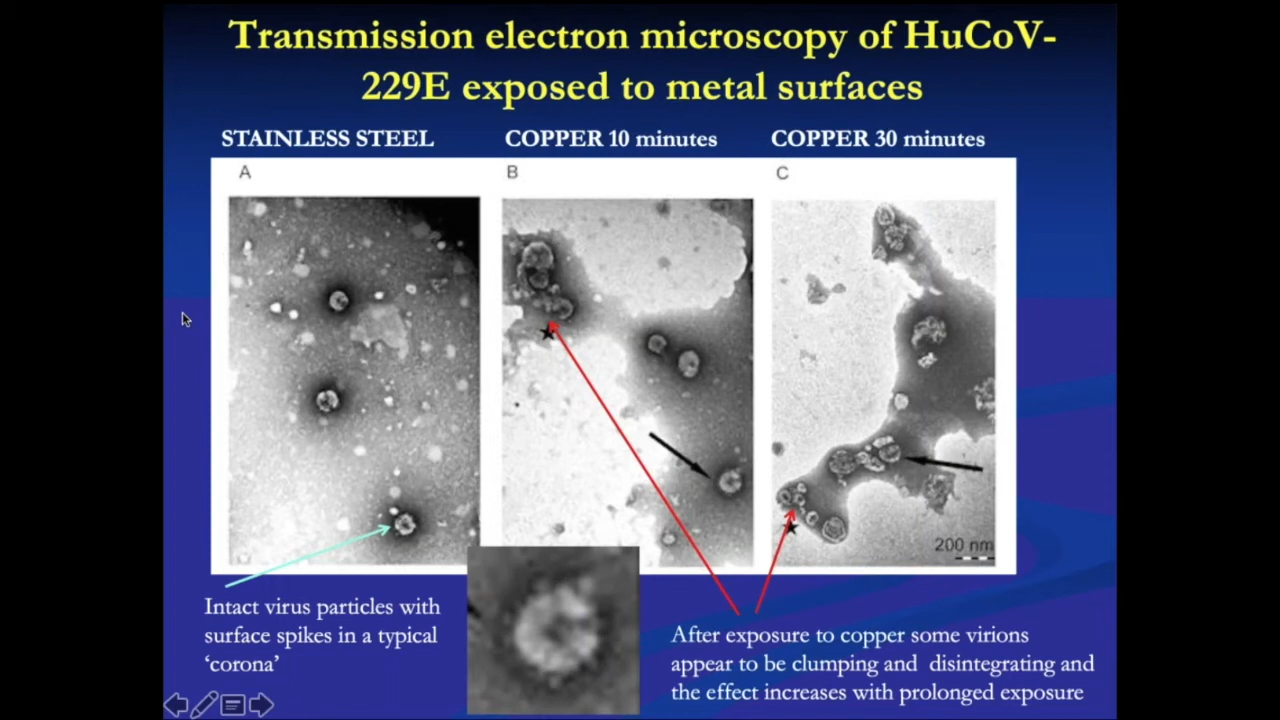 Transmission electron microscopy of HuCoV-
229E exposed to metal surfaces
STAINLESS STEEL
COPPER 10 minutes
COPPER 30 minutes
A
B
C
200 nm
Intact virus particles with
surface spikes in a typical
‘corona’
After exposure to copper some virions
appear to be clumping and disintegrating and
the effect increases with prolonged exposure